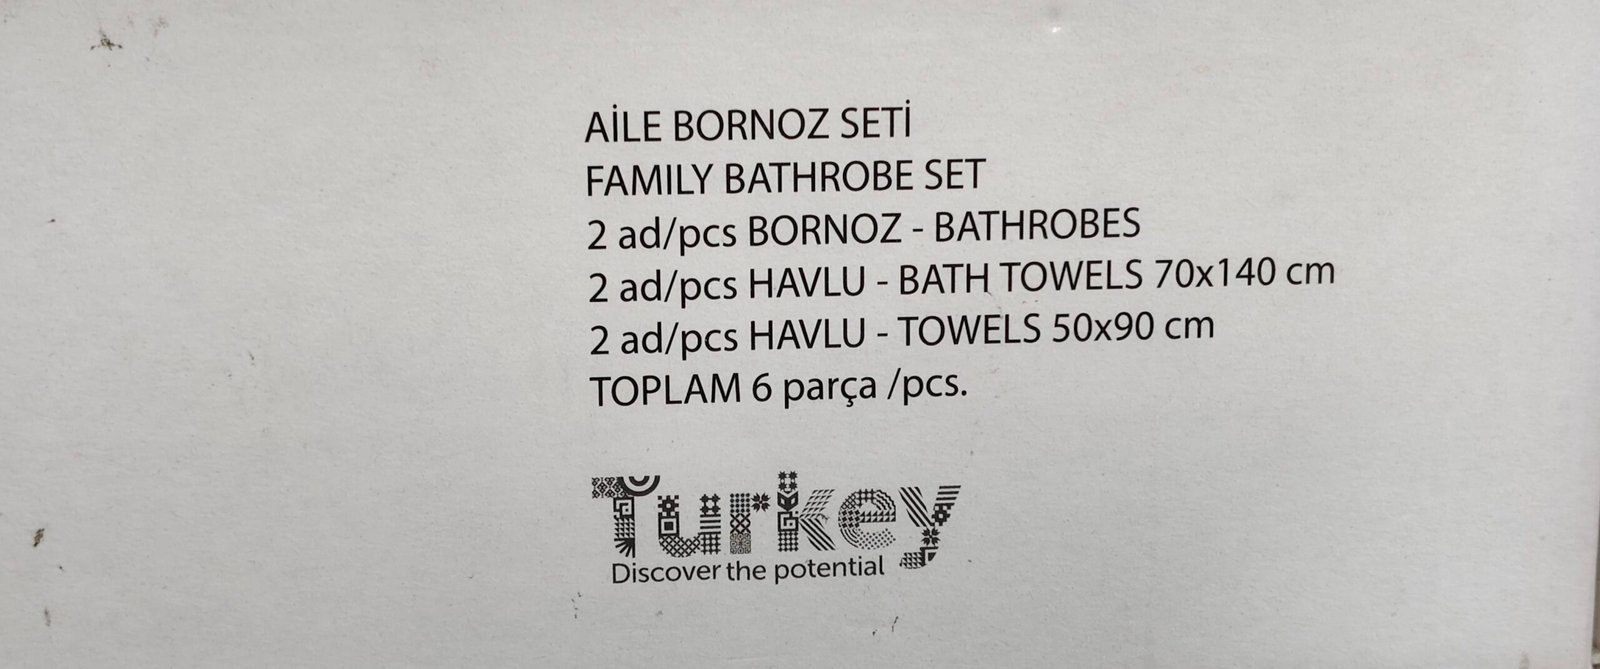 AİLE BORNOZ SETİ
FAMILY BATHROBE SET
2 ad/pcs BORNOZ - BATHROBES
2 ad/pcs HAVLU - BATH TOWELS 70x140 cm
2 ad/pcs HAVLU - TOWELS 50x90 cm
TOPLAM 6 parça /pcs.
Turkey
Discover the potential